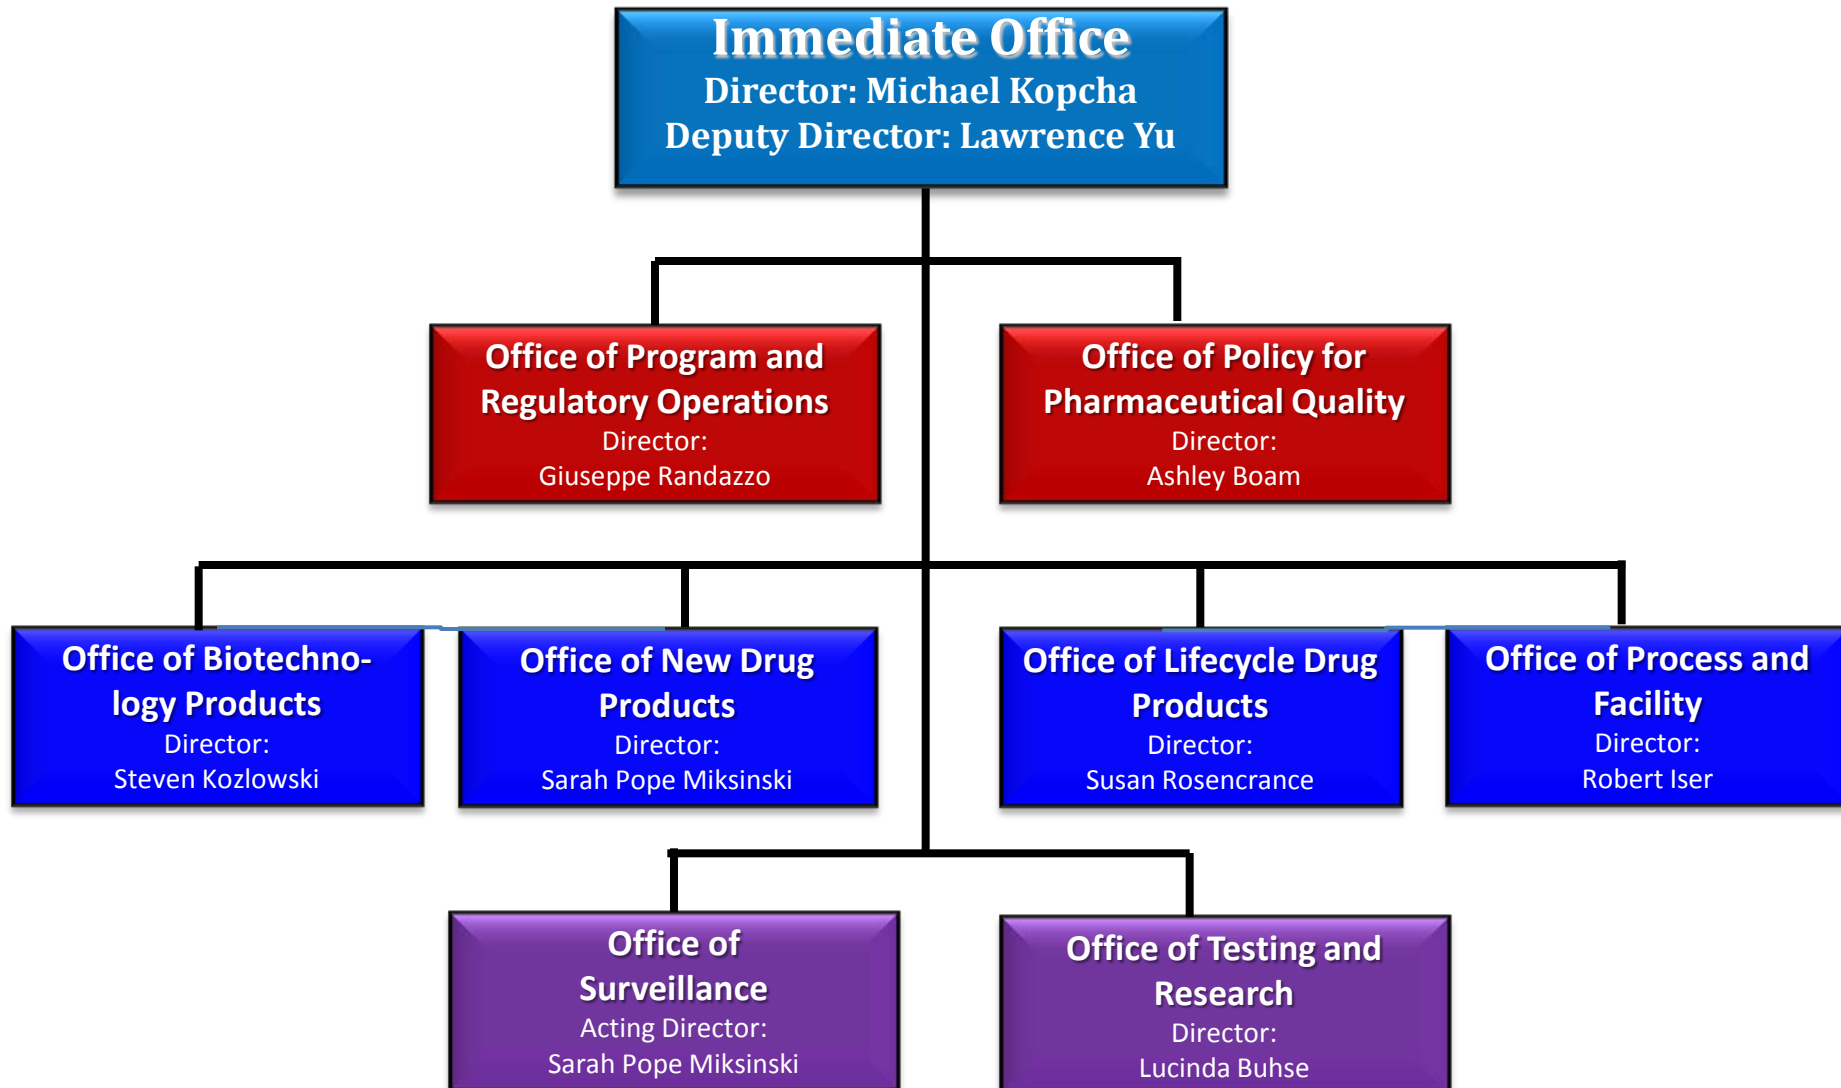 Immediate Office
Director: Michael Kopcha
Deputy Director: Lawrence Yu
Office of Program and
Regulatory Operations
Director:
Giuseppe Randazzo
Office of Policy for
Pharmaceutical Quality
Director:
Ashley Boam
Office of Biotechno-
logy Products
Director:
Steven Kozlowski
Office of New Drug
Products
Director:
Sarah Pope Miksinski
Office of Lifecycle Drug
Products
Director:
Susan Rosencrance
Office of Process and
Facility
Director:
Robert Iser
Office of
Surveillance
Acting Director:
Sarah Pope Miksinski
Office of Testing and
Research
Director:
Lucinda Buhse